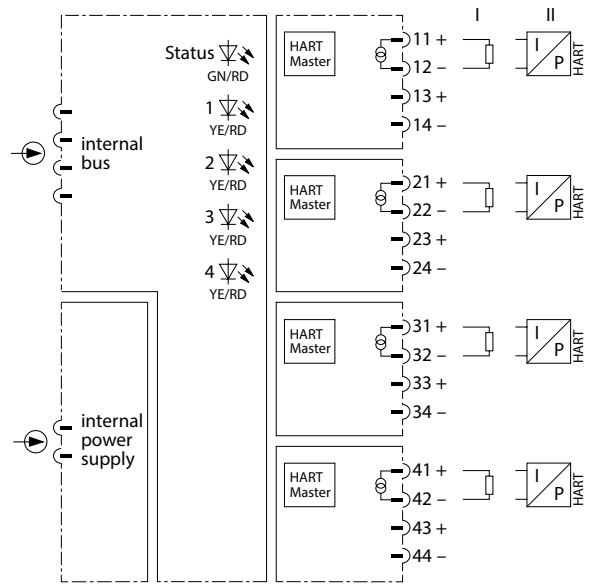 I II
Status
GN/RD
HART
Master
11 +
12 –
13 +
14 –
I
P
HART
1
YE/RD
internal
bus
2
YE/RD
HART
Master
21 +
22 –
23 +
24 –
I
P
HART
3
YE/RD
4
YE/RD
HART
Master
31 +
32 –
33 +
34 –
I
P
HART
internal
power
supply
HART
Master
41 +
42 –
43 +
44 –
I
P
HART